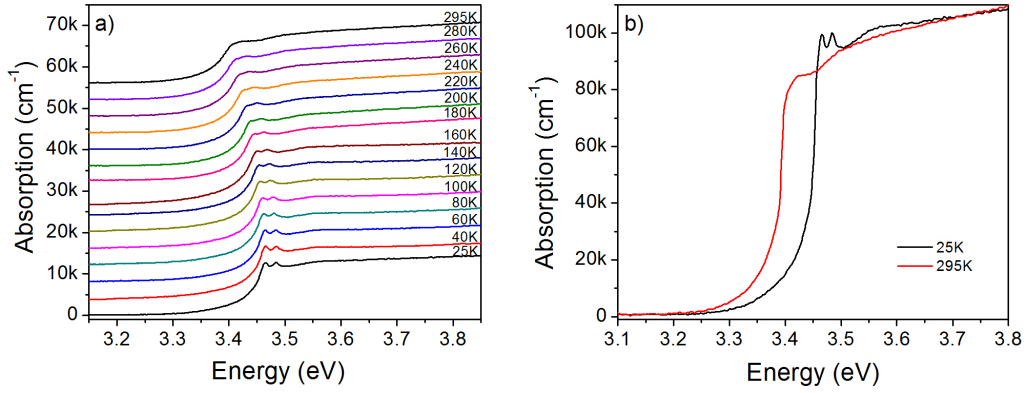 a)
70k
60k
50k
40k
30k
20k
10k
0
Absorption (cm⁻¹)
295K
280K
260K
240K
220K
200K
180K
160K
140K
120K
100K
80K
60K
40K
25K
3.2 3.3 3.4 3.5 3.6 3.7 3.8
Energy (eV)
b)
100k
80k
60k
40k
20k
0
Absorption (cm⁻¹)
25K
295K
3.1 3.2 3.3 3.4 3.5 3.6 3.7 3.8
Energy (eV)